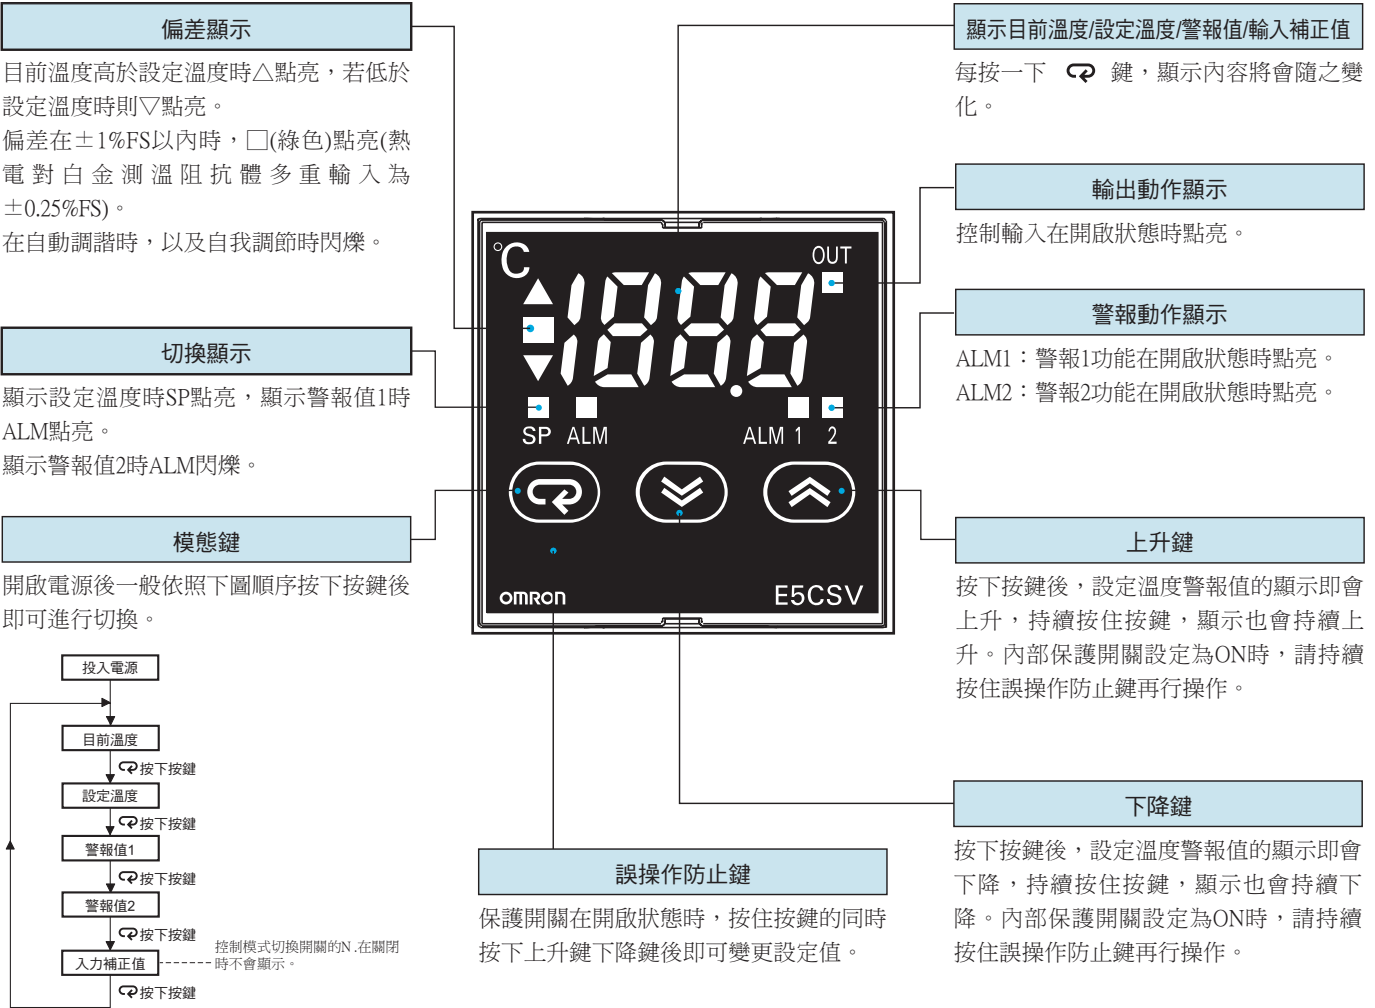 偏差顯示
目前溫度高於設定溫度時△點亮，若低於
設定溫度時則▽點亮。
偏差在±1%FS以內時，□(綠色)點亮(熱
電對白金測溫阻抗體多重輸入為
±0.25%FS)。
在自動調諧時，以及自我調節時閃爍。
切換顯示
顯示設定溫度時SP點亮，顯示警報值1時
ALM點亮。
顯示警報值2時ALM閃爍。
模態鍵
開啟電源後一般依照下圖順序按下按鍵後
即可進行切換。
投入電源
目前溫度
按下按鍵
設定溫度
按下按鍵
警報值1
按下按鍵
警報值2
按下按鍵
入力補正值
控制模式切換開關的N .在關閉
時不會顯示。
按下按鍵
℃
1888
OUT
SP ALM
ALM 1 2
omron
E5CSV
誤操作防止鍵
保護開關在開啟狀態時，按住按鍵的同時
按下上升鍵下降鍵後即可變更設定值。
顯示目前溫度/設定溫度/警報值/輸入補正值
每按一下 鍵，顯示內容將會隨之變
化。
輸出動作顯示
控制輸入在開啟狀態時點亮。
警報動作顯示
ALM1：警報1功能在開啟狀態時點亮。
ALM2：警報2功能在開啟狀態時點亮。
上升鍵
按下按鍵後，設定溫度警報值的顯示即會
上升，持續按住按鍵，顯示也會持續上
升。內部保護開關設定為ON時，請持續
按住誤操作防止鍵再行操作。
下降鍵
按下按鍵後，設定溫度警報值的顯示即會
下降，持續按住按鍵，顯示也會持續下
降。內部保護開關設定為ON時，請持續
按住誤操作防止鍵再行操作。